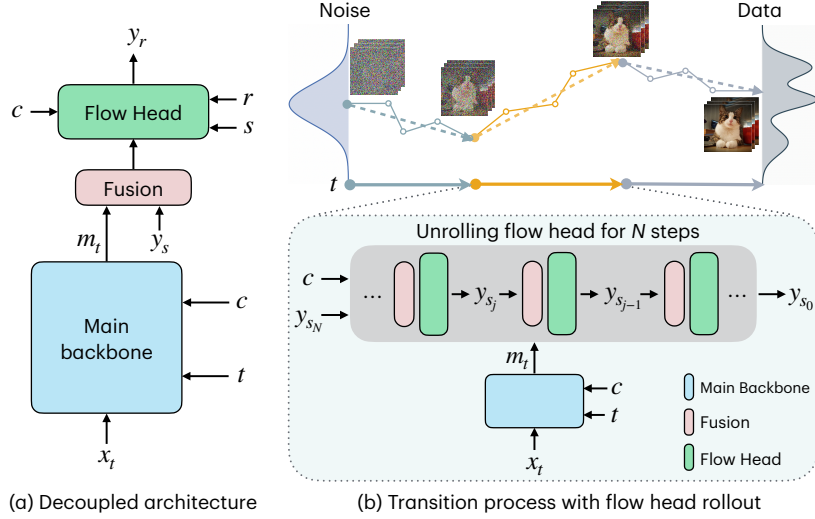 y_r
c
Flow Head
r
s
Fusion
m_t
y_s
Main
backbone
c
t
x_t
(a) Decoupled architecture
Noise
Data
t
Unrolling flow head for N steps
c
y_{s_N}
...
y_{s_j}
y_{s_{j-1}}
...
y_{s_0}
m_t
c
t
x_t
Main Backbone
Fusion
Flow Head
(b) Transition process with flow head rollout